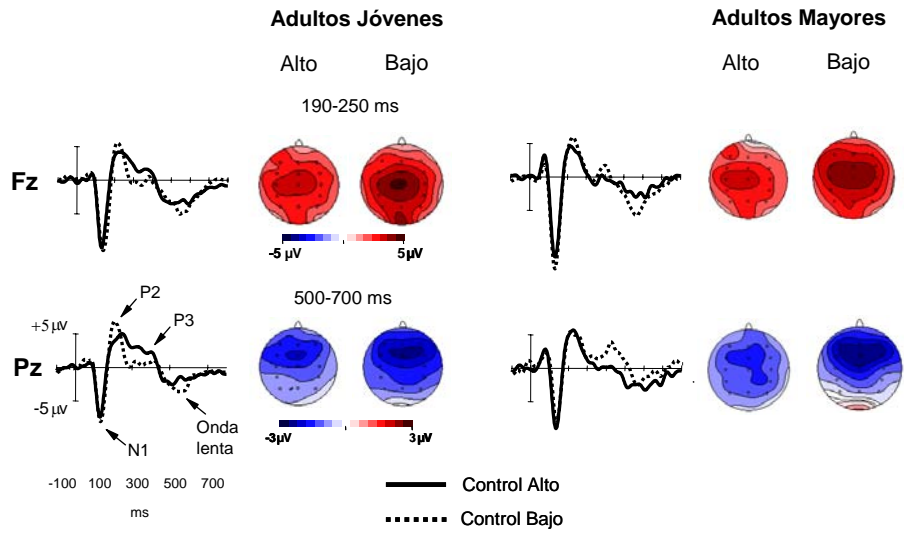 Adultos Jóvenes
Adultos Mayores
Alto
Bajo
Alto
Bajo
190-250 ms
Fz
-5 µV
5µV
500-700 ms
P2
P3
+5 µV
Pz
-5 µV
N1
Onda
lenta
-3µV
3µV
-100 100 300 500 700
ms
Control Alto
Control Bajo